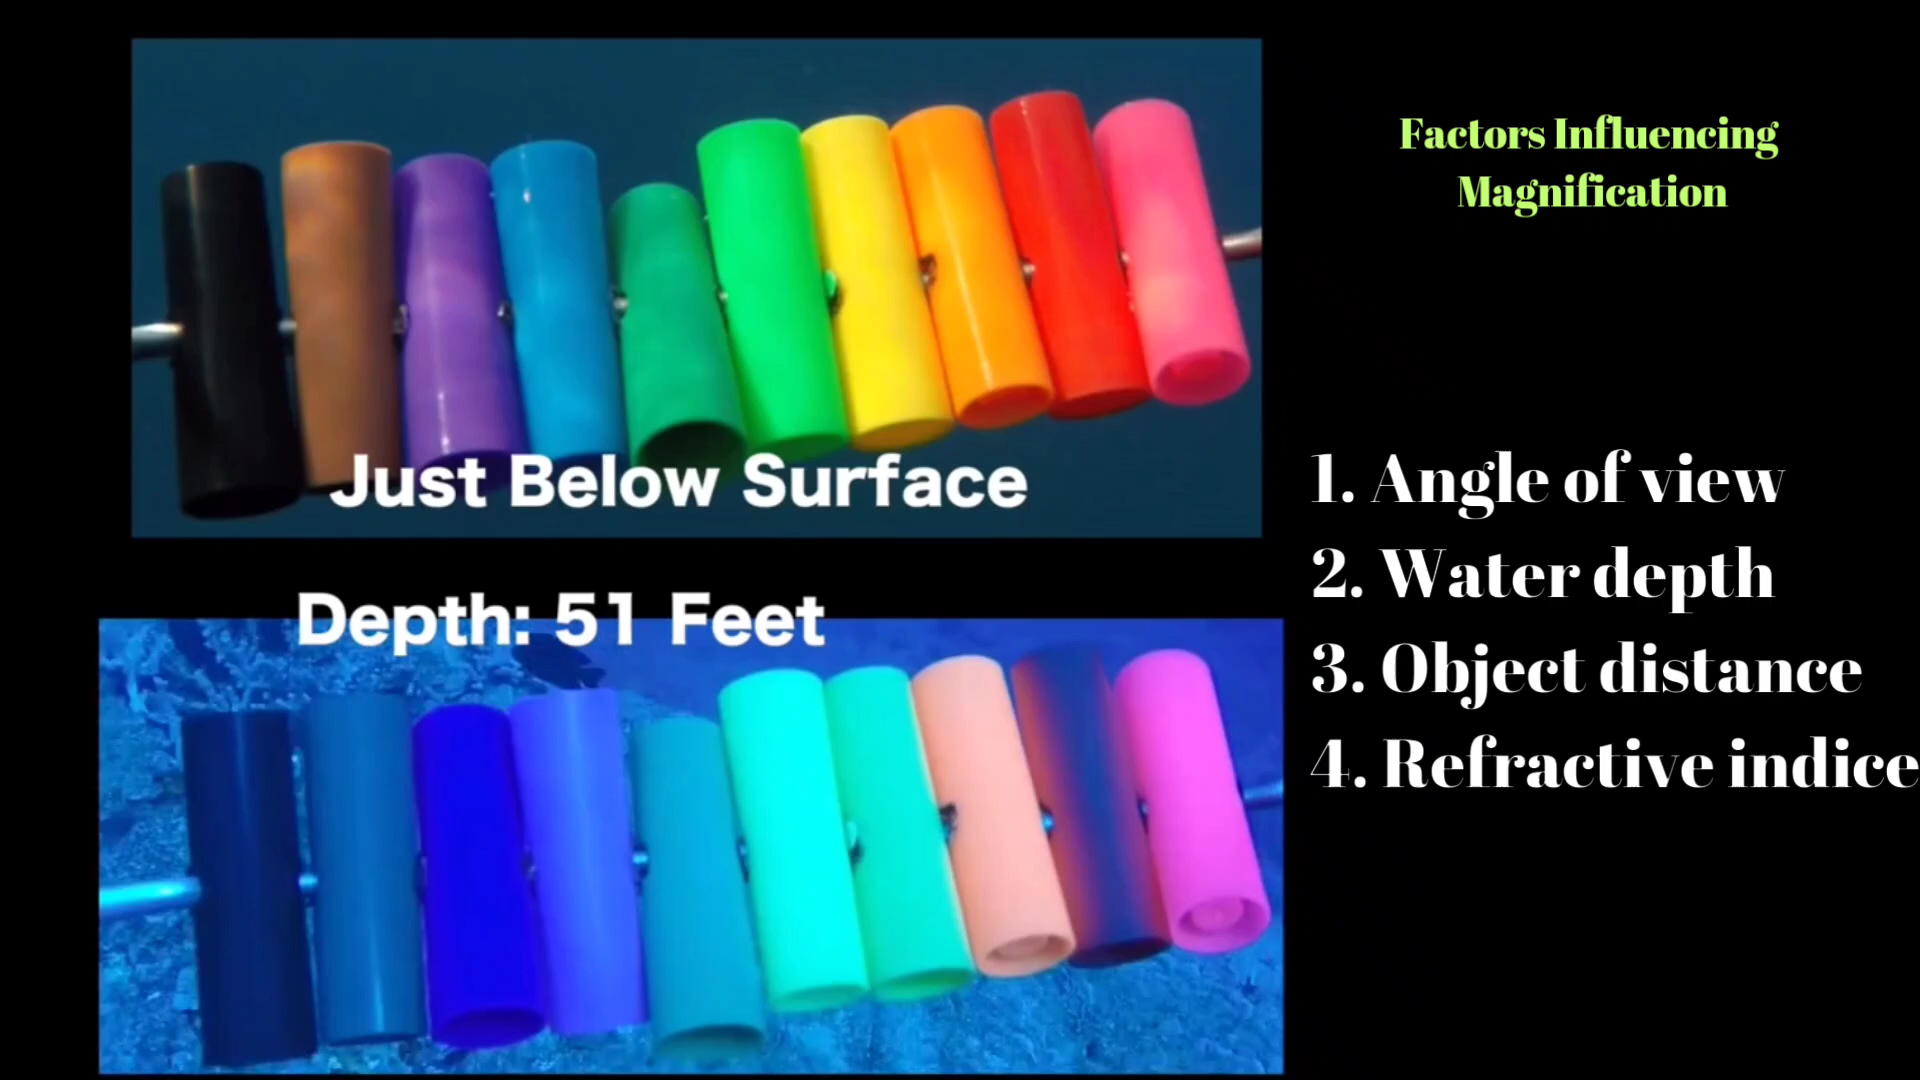 Factors Influencing
Magnification
Just Below Surface
Depth: 51 Feet
1. Angle of view
2. Water depth
3. Object distance
4. Refractive indice